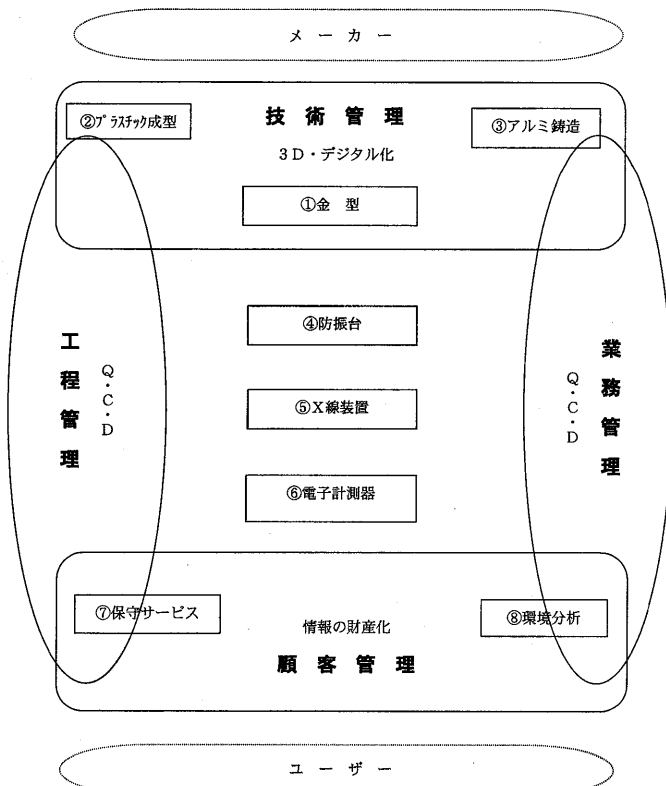 メ ー カ ー
②プラスチック成型
技 術 管 理
③アルミ鋳造
3D・デジタル化
①金 型
④防振台
工程管理
Q・C・D
⑤X線装置
Q・C・D
業務管理
⑥電子計測器
⑦保守サービス
情報の財産化
⑧環境分析
顧 客 管 理
ユ ー ザ ー